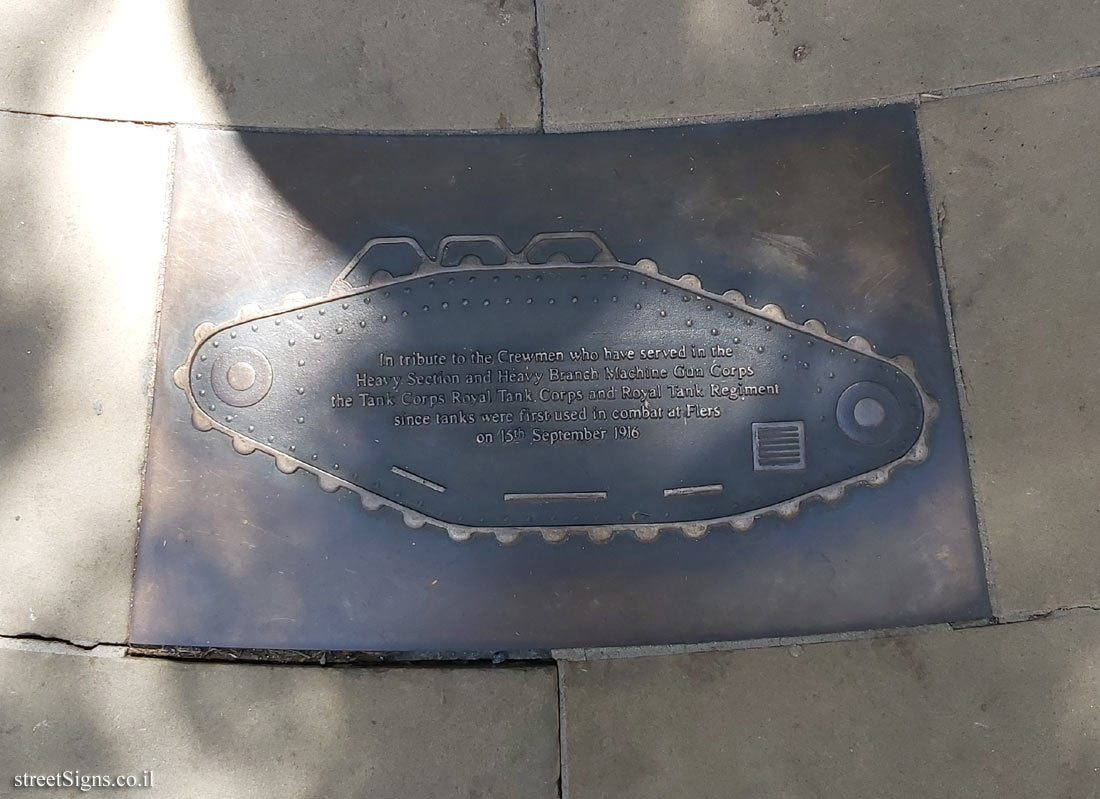 In tribute to the Crewmen who have served in the
Heavy Section and Heavy Branch Machine Gun Corps
the Tank Corps Royal Tank Corps and Royal Tank Regiment
since tanks were first used in combat at Flers
on 15th September 1916
streetSigns.co.il